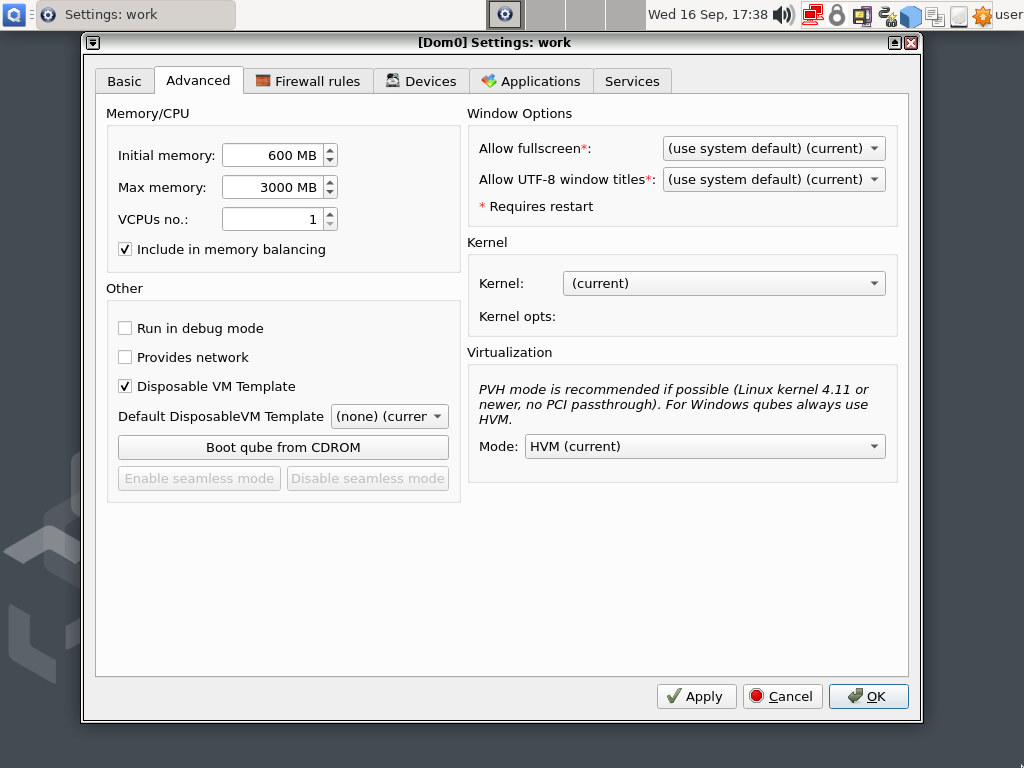 Settings: work
Wed 16 Sep, 17:38
user
[Dom0] Settings: work
Basic
Advanced
Firewall rules
Devices
Applications
Services
Memory/CPU
Initial memory:
600 MB
Max memory:
3000 MB
VCPUs no.:
1
Include in memory balancing
Other
Run in debug mode
Provides network
Disposable VM Template
Default DisposableVM Template
(none) (currer
Boot qube from CDROM
Enable seamless mode
Disable seamless mode
Window Options
Allow fullscreen*:
(use system default) (current)
Allow UTF-8 window titles*:
(use system default) (current)
* Requires restart
Kernel
Kernel:
(current)
Kernel opts:
Virtualization
PVH mode is recommended if possible (Linux kernel 4.11 or
newer, no PCI passthrough). For Windows qubes always use
HVM.
Mode:
HVM (current)
Apply
Cancel
OK